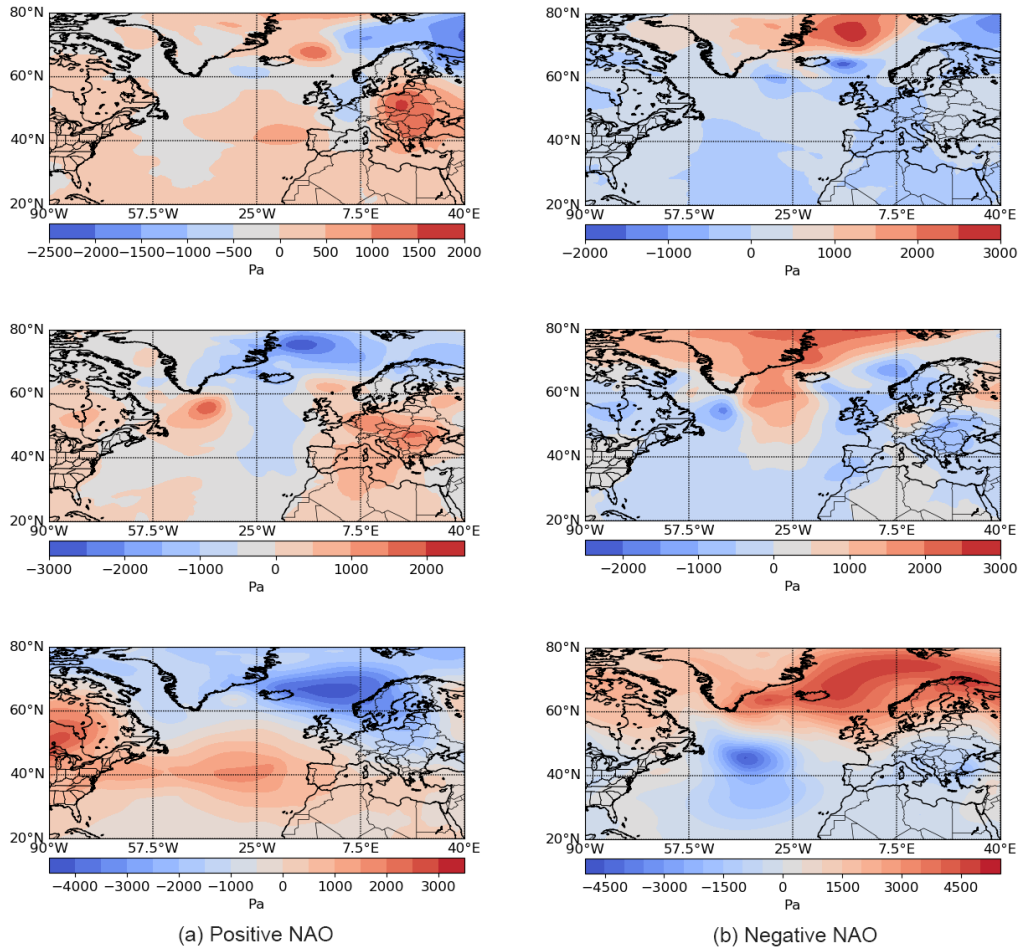 80°N 80°N
60°N 60°N
40°N 40°N
20°N 20°N
90°W 57.5°W 25°W 7.5°E 40°E 90°W 57.5°W 25°W 7.5°E 40°E
−2500 −2000 −1500 −1000 −500 0 500 1000 1500 2000 −2000 −1000 0 1000 2000 3000
Pa Pa
80°N 80°N
60°N 60°N
40°N 40°N
20°N 20°N
90°W 57.5°W 25°W 7.5°E 40°E 90°W 57.5°W 25°W 7.5°E 40°E
−3000 −2000 −1000 0 1000 2000 −2000 −1000 0 1000 2000 3000
Pa Pa
80°N 80°N
60°N 60°N
40°N 40°N
20°N 20°N
90°W 57.5°W 25°W 7.5°E 40°E 90°W 57.5°W 25°W 7.5°E 40°E
−4000 −3000 −2000 −1000 0 1000 2000 3000 −4500 −3000 −1500 0 1500 3000 4500
Pa Pa
(a) Positive NAO (b) Negative NAO